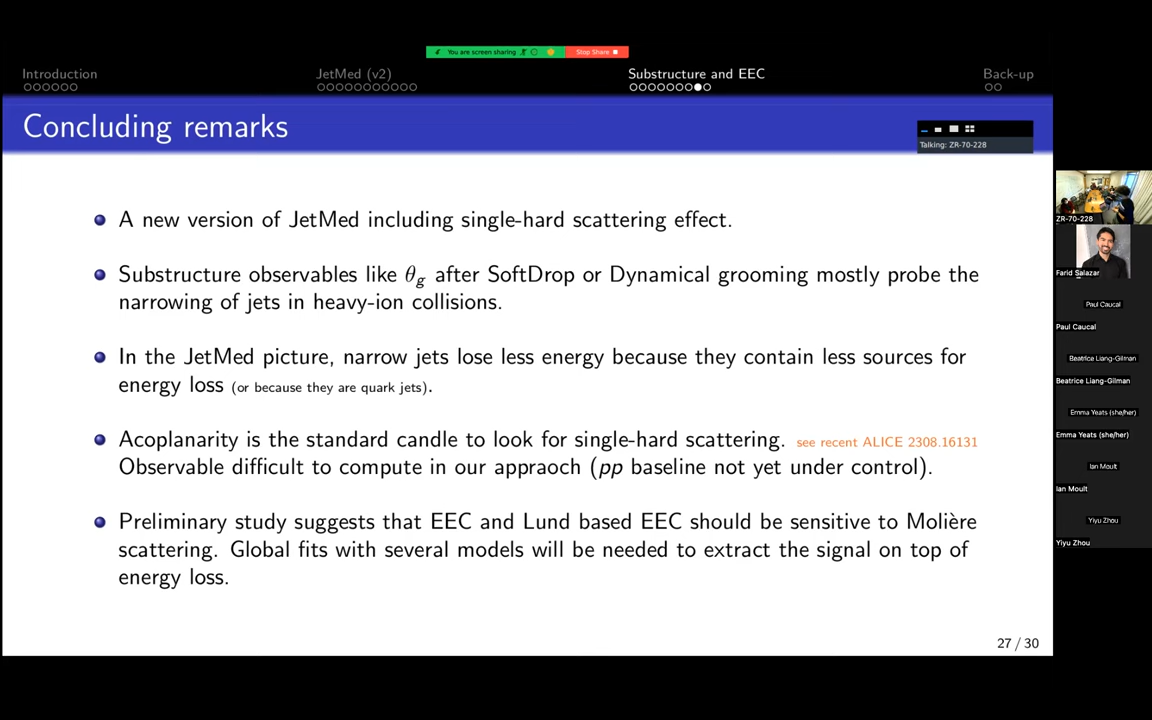 You are screen sharing
Stop Share
Introduction
JetMed (v2)
Substructure and EEC
Back-up
Concluding remarks
Talking: ZR-70-228
A new version of JetMed including single-hard scattering effect.
Substructure observables like θg after SoftDrop or Dynamical grooming mostly probe the
narrowing of jets in heavy-ion collisions.
In the JetMed picture, narrow jets lose less energy because they contain less sources for
energy loss (or because they are quark jets).
Acoplanarity is the standard candle to look for single-hard scattering. see recent ALICE 2308.16131
Observable difficult to compute in our appraoch (pp baseline not yet under control).
Preliminary study suggests that EEC and Lund based EEC should be sensitive to Molière
scattering. Global fits with several models will be needed to extract the signal on top of
energy loss.
27 / 30
ZR-70-228
Farid Salazar
Paul Caucal
Paul Caucal
Beatrice Liang-Gilman
Beatrice Liang-Gilman
Emma Yeats (she/her)
Emma Yeats (she/her)
Ian Moult
Ian Moult
Yiyu Zhou
Yiyu Zhou